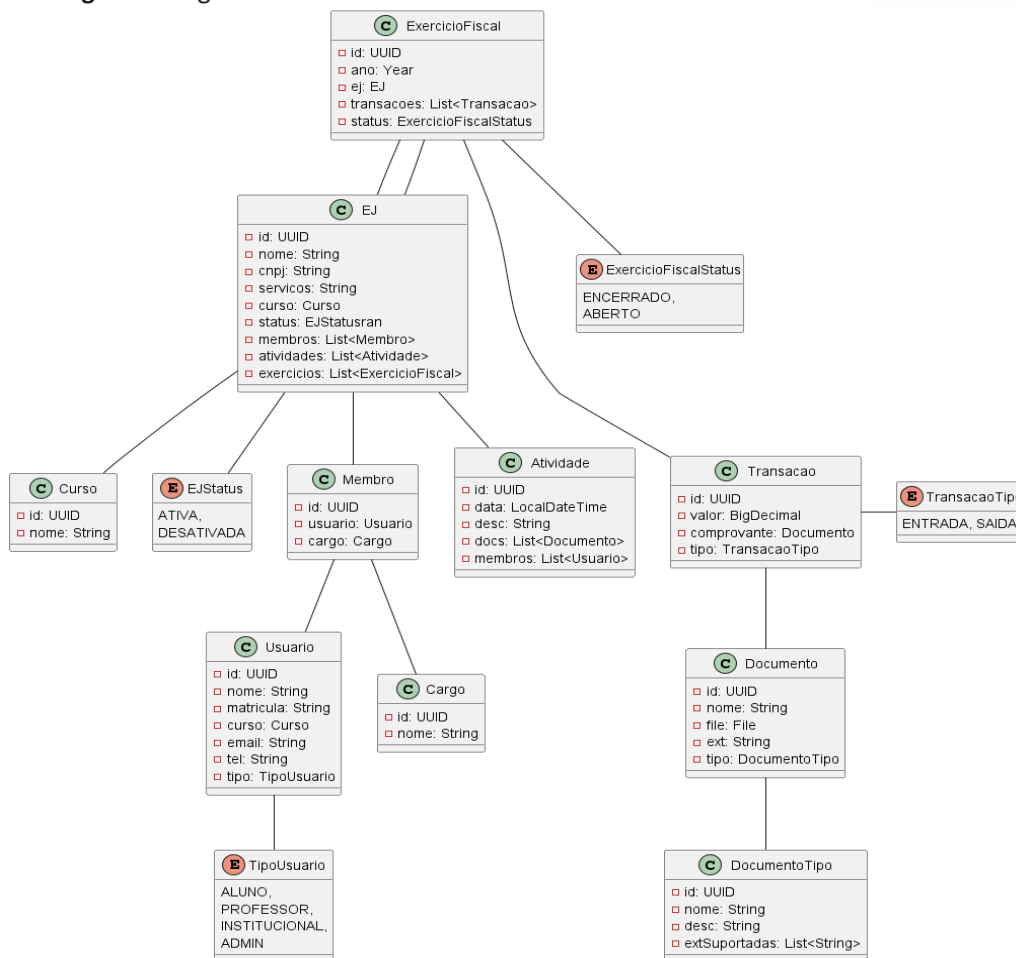 C ExercicioFiscal
id: UUID
ano: Year
ej: EJ
transacoes: List<Transacao>
status: ExercicioFiscalStatus
C EJ
id: UUID
nome: String
cnpj: String
servicos: String
curso: Curso
status: EJStatusran
membros: List<Membro>
atividades: List<Atividade>
exercicios: List<ExercicioFiscal>
E ExercicioFiscalStatus
ENCERRADO,
ABERTO
C Curso
id: UUID
nome: String
E EJStatus
ATIVA,
DESATIVADA
C Membro
id: UUID
usuario: Usuario
cargo: Cargo
C Atividade
id: UUID
data: LocalDateTime
desc: String
docs: List<Documento>
membros: List<Usuario>
C Transacao
id: UUID
valor: BigDecimal
comprovante: Documento
tipo: TransacaoTipo
E TransacaoTipo
ENTRADA, SAIDA
C Usuario
id: UUID
nome: String
matricula: String
curso: Curso
email: String
tel: String
tipo: TipoUsuario
C Cargo
id: UUID
nome: String
C Documento
id: UUID
nome: String
file: File
ext: String
tipo: DocumentoTipo
E TipoUsuario
ALUNO,
PROFESSOR,
INSTITUCIONAL,
ADMIN
C DocumentoTipo
id: UUID
nome: String
desc: String
extSuportadas: List<String>